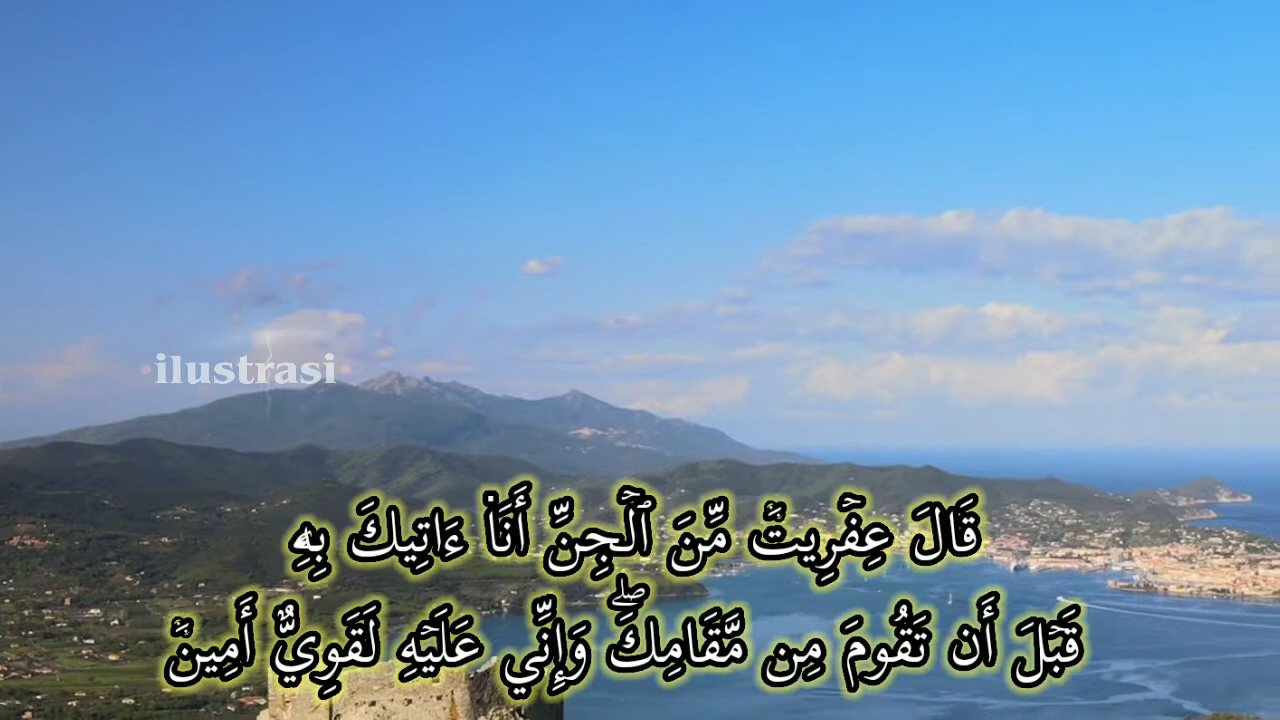 ilustrasi
قَالَ عِفۡرِيتٞ مِّنَ ٱلۡجِنِّ أَنَا۠ ءَاتِيكَ بِهِۦ
قَبۡلَ أَن تَقُومَ مِن مَّقَامِكَۖ وَإِنِّي عَلَيۡهِ لَقَوِيٌّ أَمِينٞ